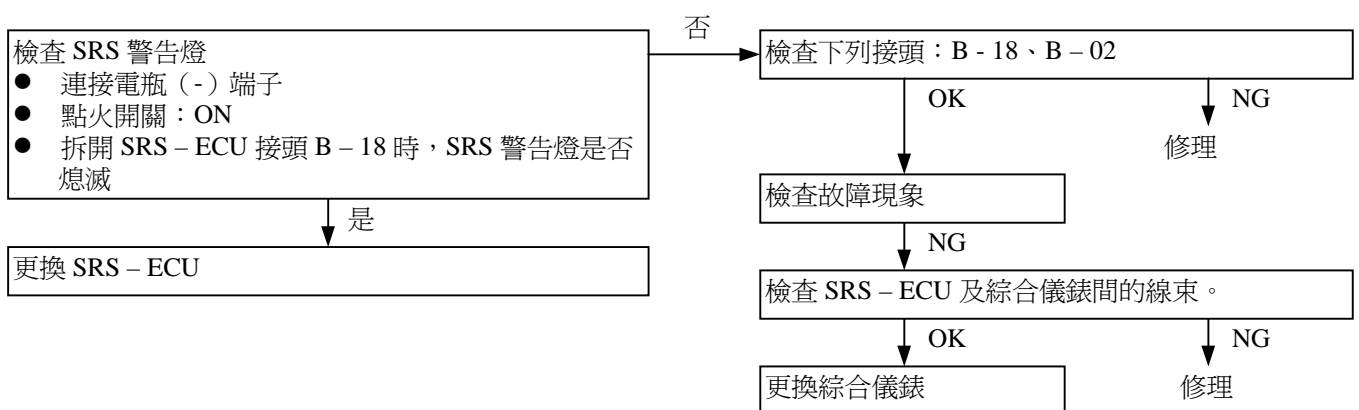 檢查 SRS 警告燈
● 連接電瓶（-）端子
● 點火開關：ON
● 拆開 SRS – ECU 接頭 B – 18 時，SRS 警告燈是否
熄滅
是
更換 SRS – ECU
否
檢查下列接頭：B - 18、B – 02
OK
NG
修理
檢查故障現象
NG
檢查 SRS – ECU 及綜合儀錶間的線束。
OK
NG
更換綜合儀錶
修理